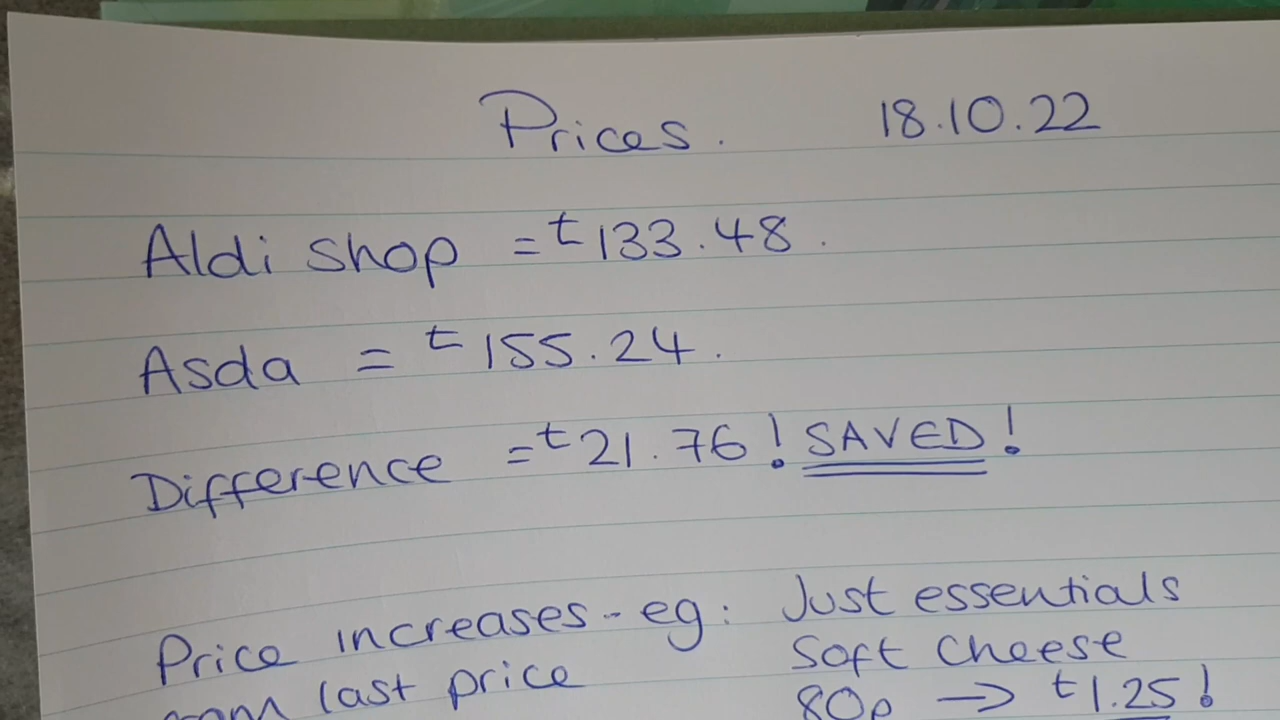 Prices. 18.10.22
Aldi shop = £133.48.
Asda = £155.24.
Difference = £21.76! SAVED!
Price increases - eg: Just essentials
Soft Cheese
last price
80p → £1.25!